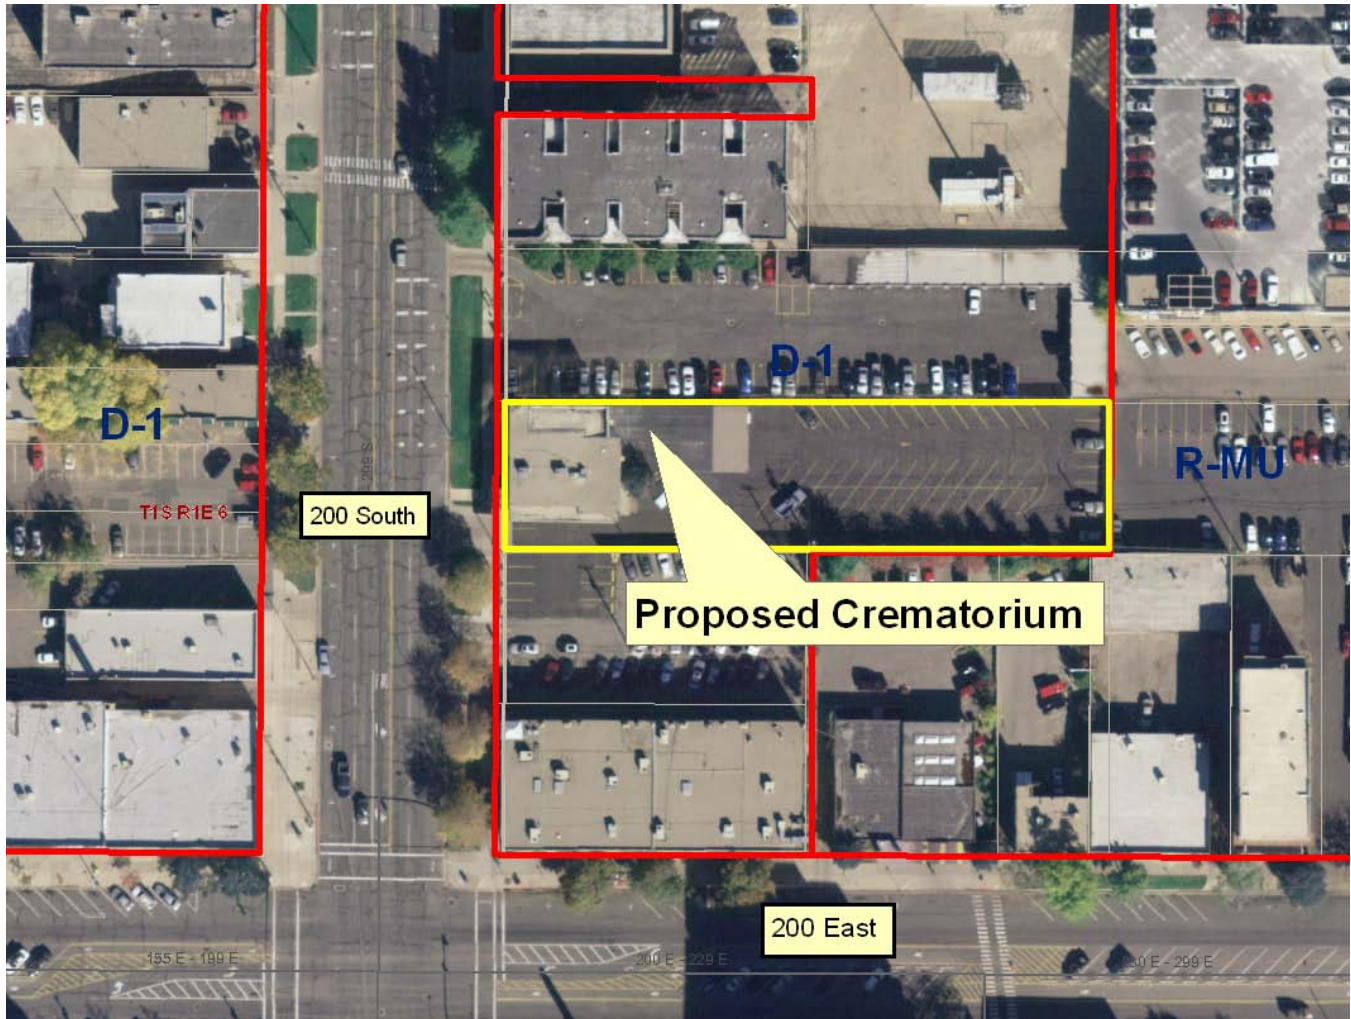 D-1
D-1
R-MU
T1S R1E 6
200 South
Proposed Crematorium
200 East
155 E - 199 E
200 E - 229 E